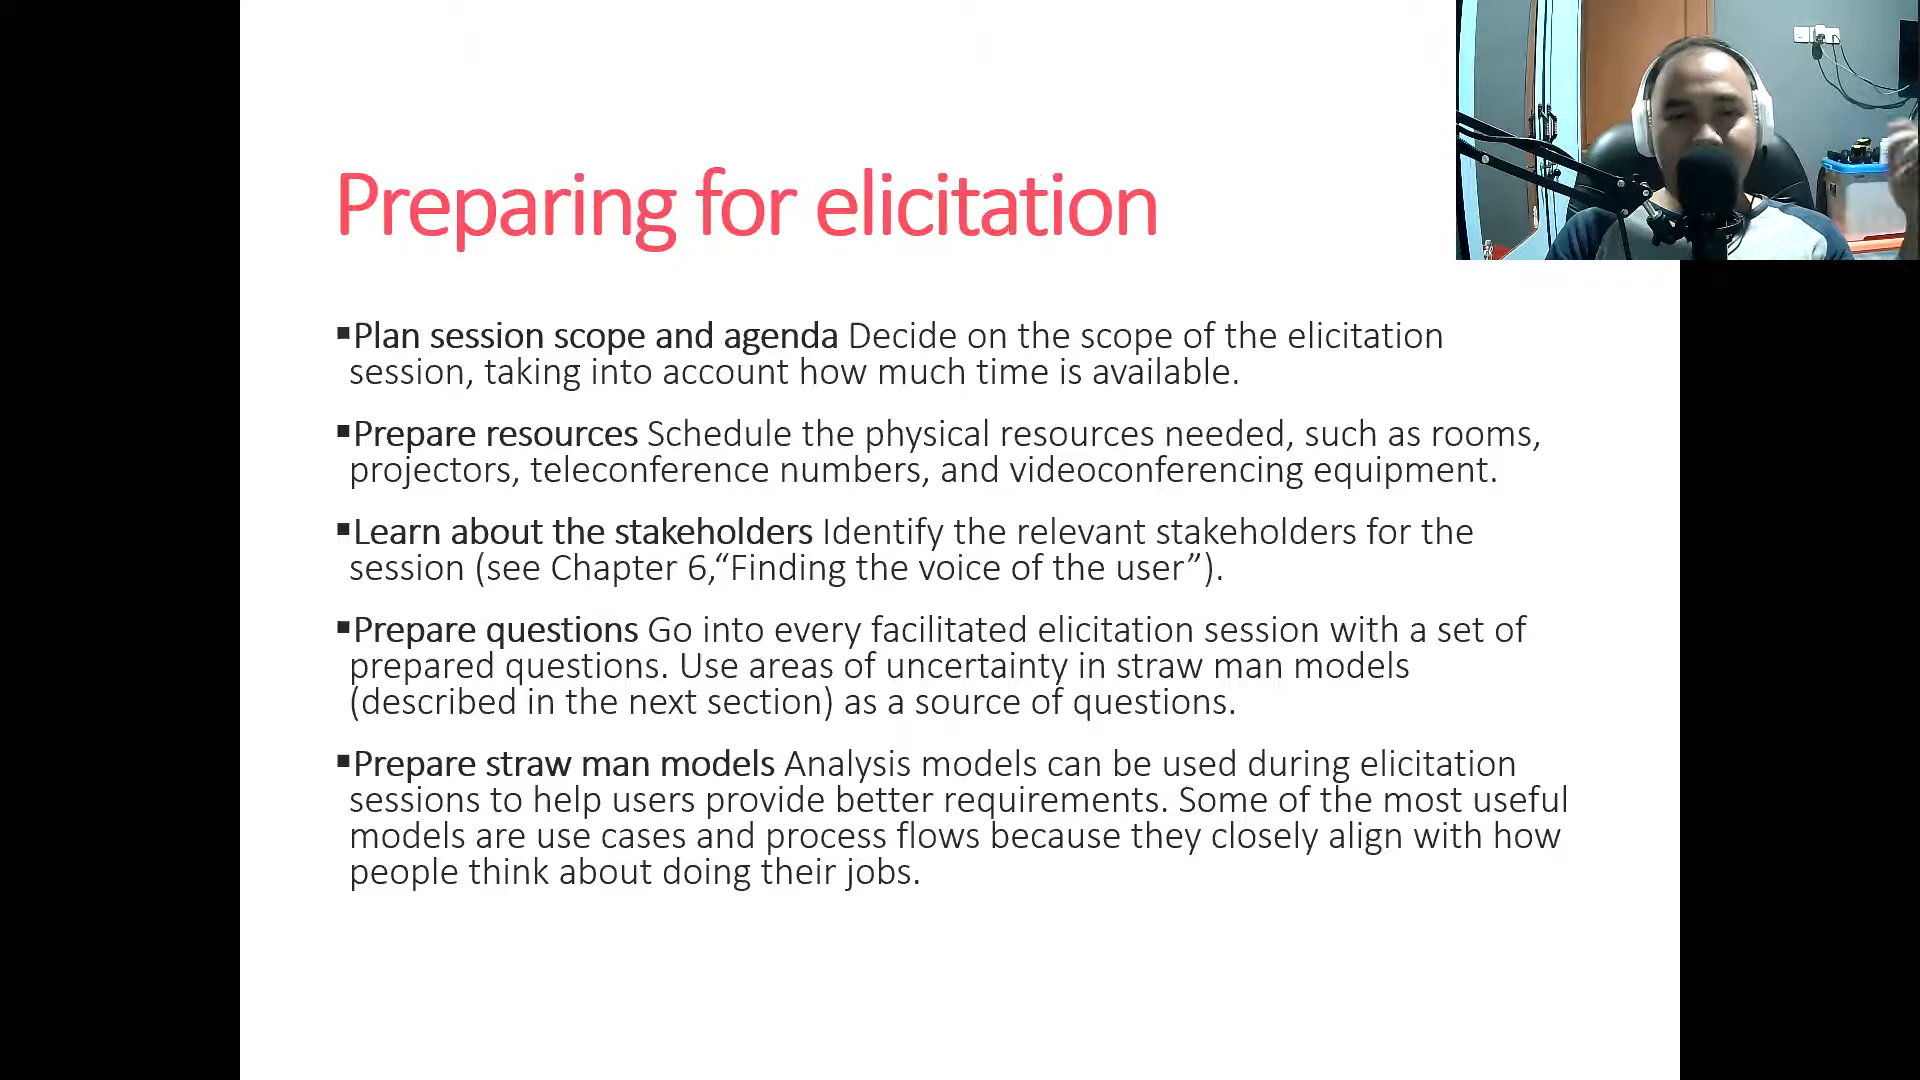 Preparing for elicitation
▪Plan session scope and agenda Decide on the scope of the elicitation
session, taking into account how much time is available.
▪Prepare resources Schedule the physical resources needed, such as rooms,
projectors, teleconference numbers, and videoconferencing equipment.
▪Learn about the stakeholders Identify the relevant stakeholders for the
session (see Chapter 6,“Finding the voice of the user”).
▪Prepare questions Go into every facilitated elicitation session with a set of
prepared questions. Use areas of uncertainty in straw man models
(described in the next section) as a source of questions.
▪Prepare straw man models Analysis models can be used during elicitation
sessions to help users provide better requirements. Some of the most useful
models are use cases and process flows because they closely align with how
people think about doing their jobs.